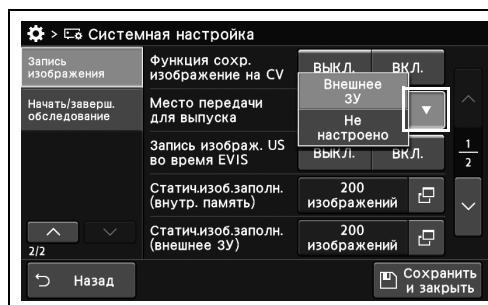 > Системная настройка
Запись
изображения
Начать/заверш.
обследование
2/2
Функция сохр.
изображение на CV
ВЫКЛ.
ВКЛ.
Место передачи
для выпуска
Внешнее
ЗУ
Не
настроено
Запись изображ. US
во время EVIS
ВЫКЛ.
ВКЛ.
Статич.изоб.заполн.
(внутр. память)
200
изображений
Статич.изоб.заполн.
(внешнее ЗУ)
200
изображений
1
2
Назад
Сохранить
и закрыть